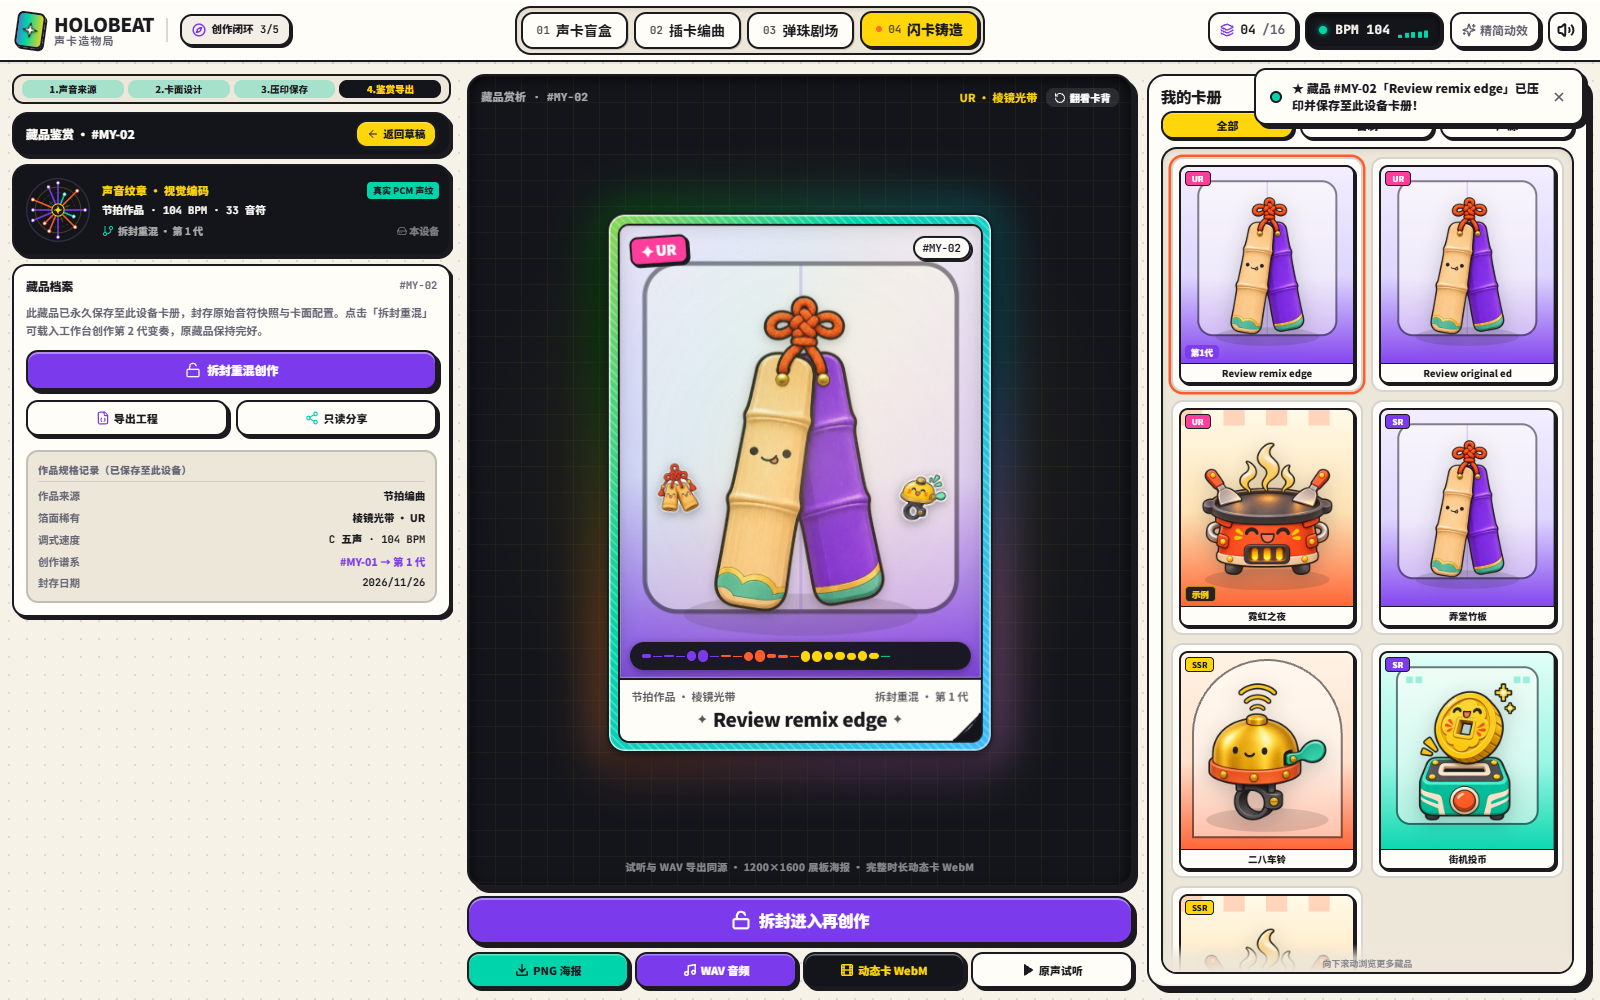 HOLOBEAT
声卡造物局
创作闭环 3/5
01 声卡盲盒
02 插卡编曲
03 弹珠剧场
04 闪卡铸造
04 /16
BPM 104
精简动效
1.声音来源
2.卡面设计
3.压印保存
4.鉴赏导出
藏品鉴赏 • #MY-02
返回草稿
声音纹章 • 视觉编码
真实 PCM 声纹
节拍作品 · 104 BPM · 33 音符
拆封重混 • 第 1 代
本设备
藏品档案
#MY-02
此藏品已永久保存至此设备卡册，封存原始音符快照与卡面配置。点击「拆封重混」
可载入工作台创作第 2 代变奏，原藏品保持完好。
拆封重混创作
导出工程
只读分享
作品规格记录（已保存至此设备）
作品来源
节拍编曲
箔面稀有
棱镜光带 • UR
调式速度
C 五声 · 104 BPM
创作谱系
#MY-01 → 第 1 代
封存日期
2026/11/26
藏品赏析 · #MY-02
UR • 棱镜光带
翻看卡背
✦ UR
#MY-02
节拍作品 • 棱镜光带
拆封重混 • 第 1 代
✦ Review remix edge ✦
试听与 WAV 导出同源 • 1200×1600 展板海报 • 完整时长动态卡 WebM
拆封进入再创作
PNG 海报
WAV 音频
动态卡 WebM
原声试听
我的卡册
★ 藏品 #MY-02「Review remix edge」已压
印并保存至此设备卡册！
全部
UR
第1代
Review remix edge
UR
Review original ed
UR
示例
霓虹之夜
SR
弄堂竹板
SSR
二八车铃
SR
街机投币
SSR
向下滚动浏览更多藏品